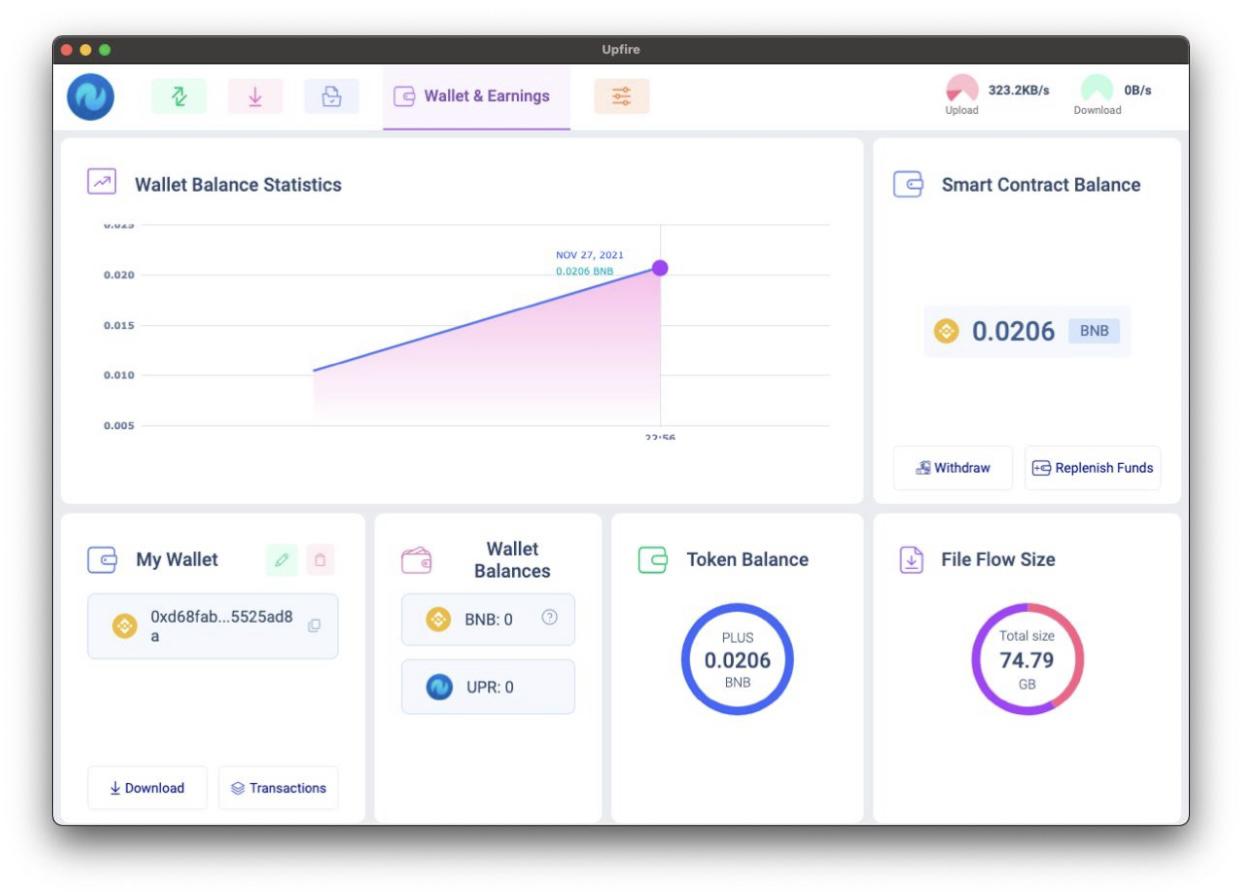 Upfire
Wallet & Earnings
323.2KB/s
Upload
0B/s
Download
Wallet Balance Statistics
0.025
0.020
0.015
0.010
0.005
NOV 27, 2021
0.0206 BNB
22:56
Smart Contract Balance
0.0206 BNB
Withdraw
Replenish Funds
My Wallet
0xd68fab...5525ad8
a
Download
Transactions
Wallet
Balances
BNB: 0
UPR: 0
Token Balance
PLUS
0.0206
BNB
File Flow Size
Total size
74.79
GB